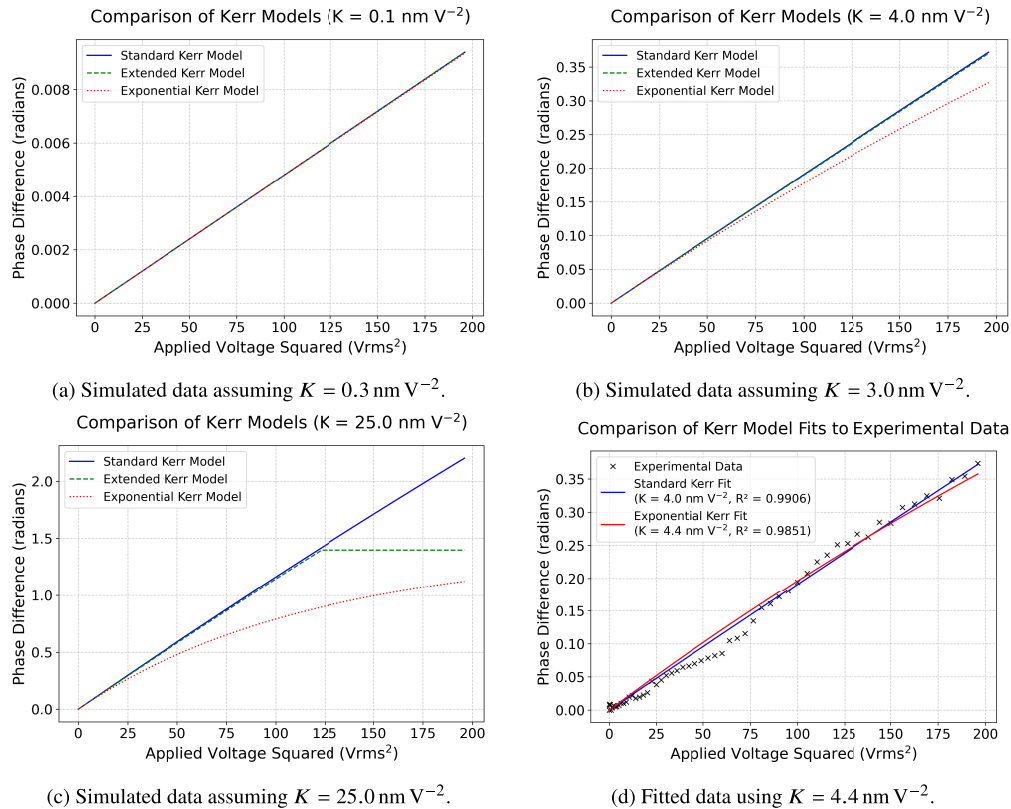 Comparison of Kerr Models (K = 0.1 nm V⁻²)
Phase Difference (radians)
Standard Kerr Model
Extended Kerr Model
Exponential Kerr Model
0.008
0.006
0.004
0.002
0.000
0 25 50 75 100 125 150 175 200
Applied Voltage Squared (Vrms²)
(a) Simulated data assuming K = 0.3 nm V⁻².
Comparison of Kerr Models (K = 4.0 nm V⁻²)
Phase Difference (radians)
Standard Kerr Model
Extended Kerr Model
Exponential Kerr Model
0.35
0.30
0.25
0.20
0.15
0.10
0.05
0.00
0 25 50 75 100 125 150 175 200
Applied Voltage Squared (Vrms²)
(b) Simulated data assuming K = 3.0 nm V⁻².
Comparison of Kerr Models (K = 25.0 nm V⁻²)
Phase Difference (radians)
Standard Kerr Model
Extended Kerr Model
Exponential Kerr Model
2.0
1.5
1.0
0.5
0.0
0 25 50 75 100 125 150 175 200
Applied Voltage Squared (Vrms²)
(c) Simulated data assuming K = 25.0 nm V⁻².
Comparison of Kerr Model Fits to Experimental Data
Phase Difference (radians)
Experimental Data
Standard Kerr Fit
(K = 4.0 nm V⁻², R² = 0.9906)
Exponential Kerr Fit
(K = 4.4 nm V⁻², R² = 0.9851)
0.35
0.30
0.25
0.20
0.15
0.10
0.05
0.00
0 25 50 75 100 125 150 175 200
Applied Voltage Squared (Vrms²)
(d) Fitted data using K = 4.4 nm V⁻².